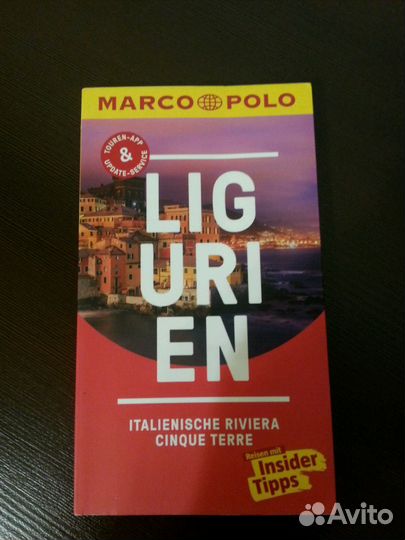 MARCO POLO
TOUREN-APP
&
UPDATE-SERVICE
LIG
URI
EN
ITALIENISCHE RIVIERA
CINQUE TERRE
Reisen mit
Insider
Tipps
Avito